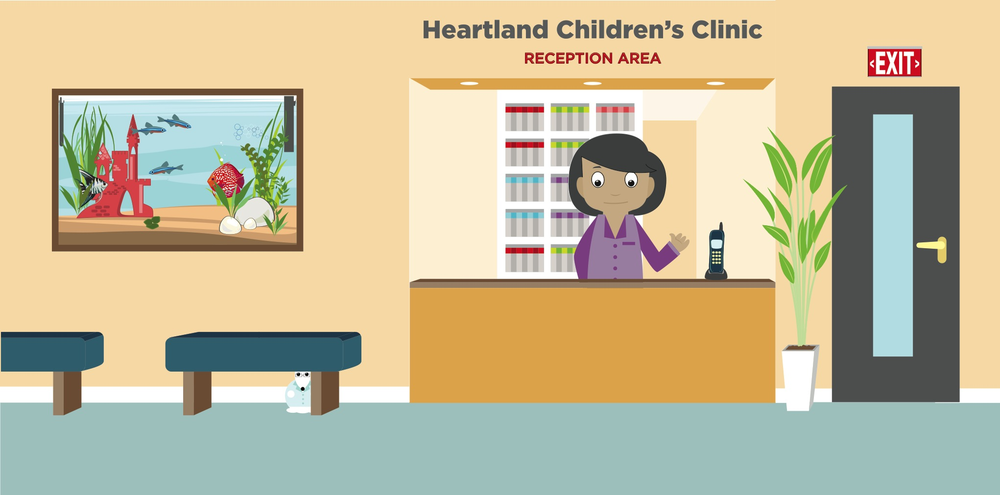 Heartland Children’s Clinic
RECEPTION AREA
<EXIT>